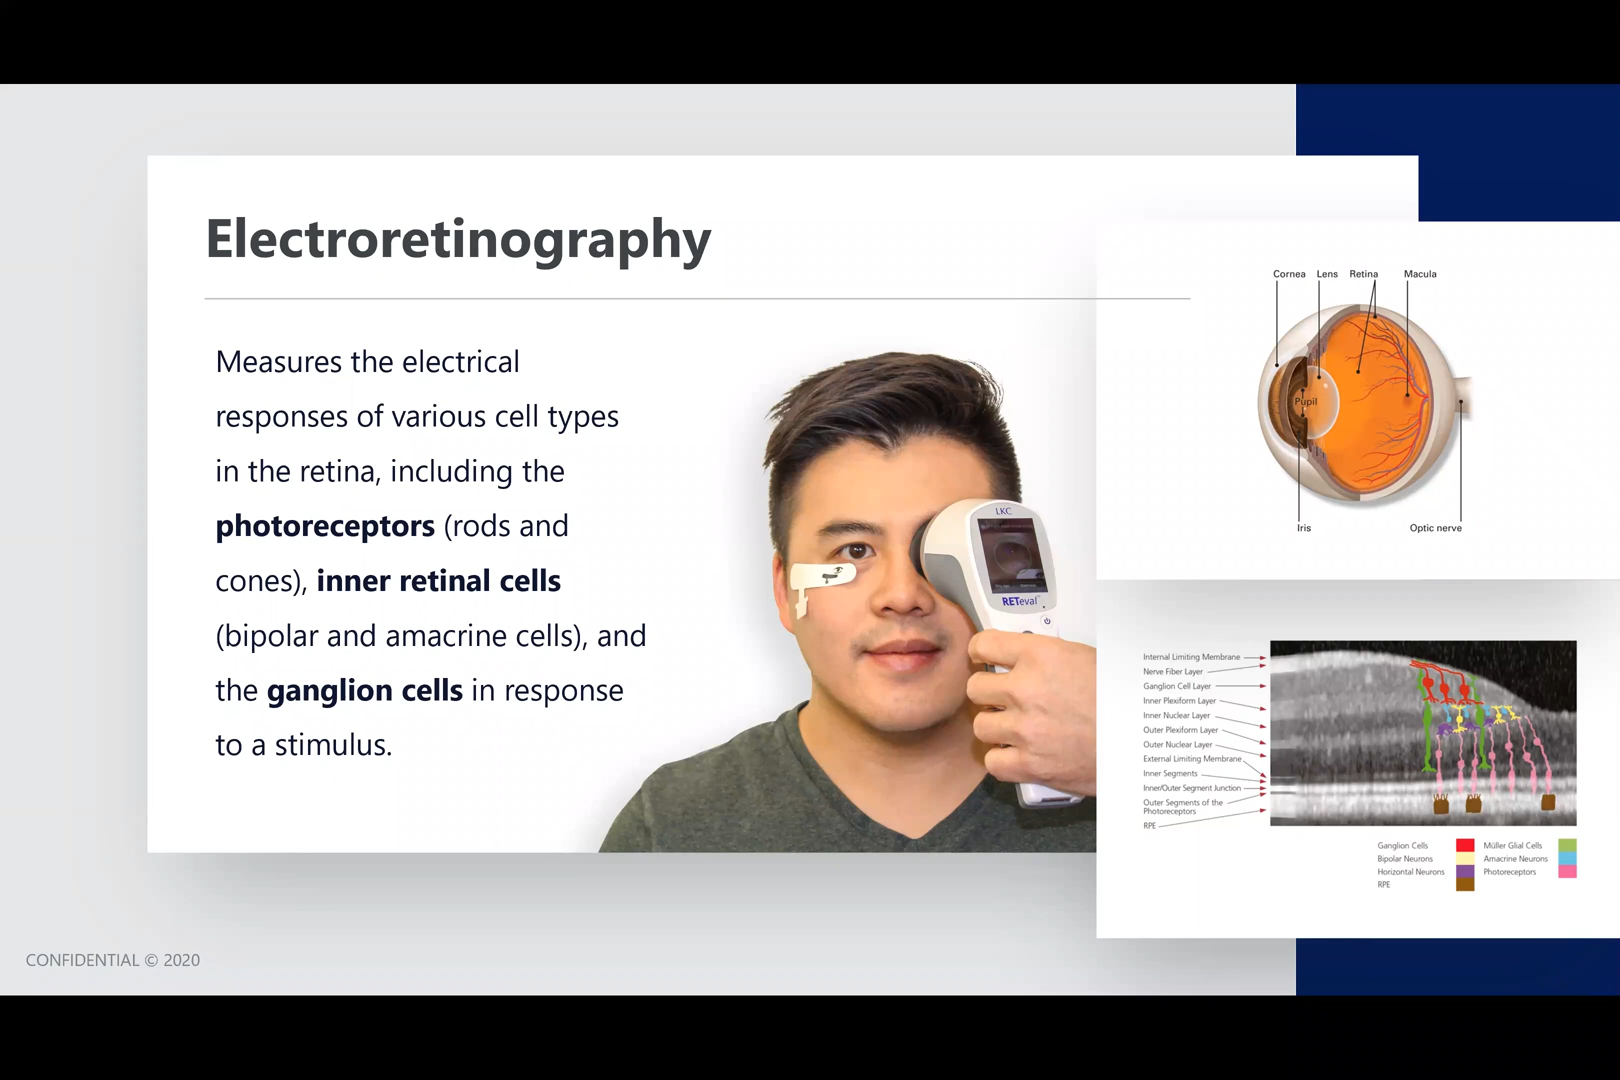 Electroretinography
Measures the electrical
responses of various cell types
in the retina, including the
photoreceptors (rods and
cones), inner retinal cells
(bipolar and amacrine cells), and
the ganglion cells in response
to a stimulus.
LKC
RETeval™
Cornea Lens Retina Macula
Pupil
Iris Optic nerve
Internal Limiting Membrane
Nerve Fiber Layer
Ganglion Cell Layer
Inner Plexiform Layer
Inner Nuclear Layer
Outer Plexiform Layer
Outer Nuclear Layer
External Limiting Membrane
Inner Segments
Inner/Outer Segment Junction
Outer Segments of the
Photoreceptors
RPE
Ganglion Cells Müller Glial Cells
Bipolar Neurons Amacrine Neurons
Horizontal Neurons Photoreceptors
RPE
CONFIDENTIAL © 2020